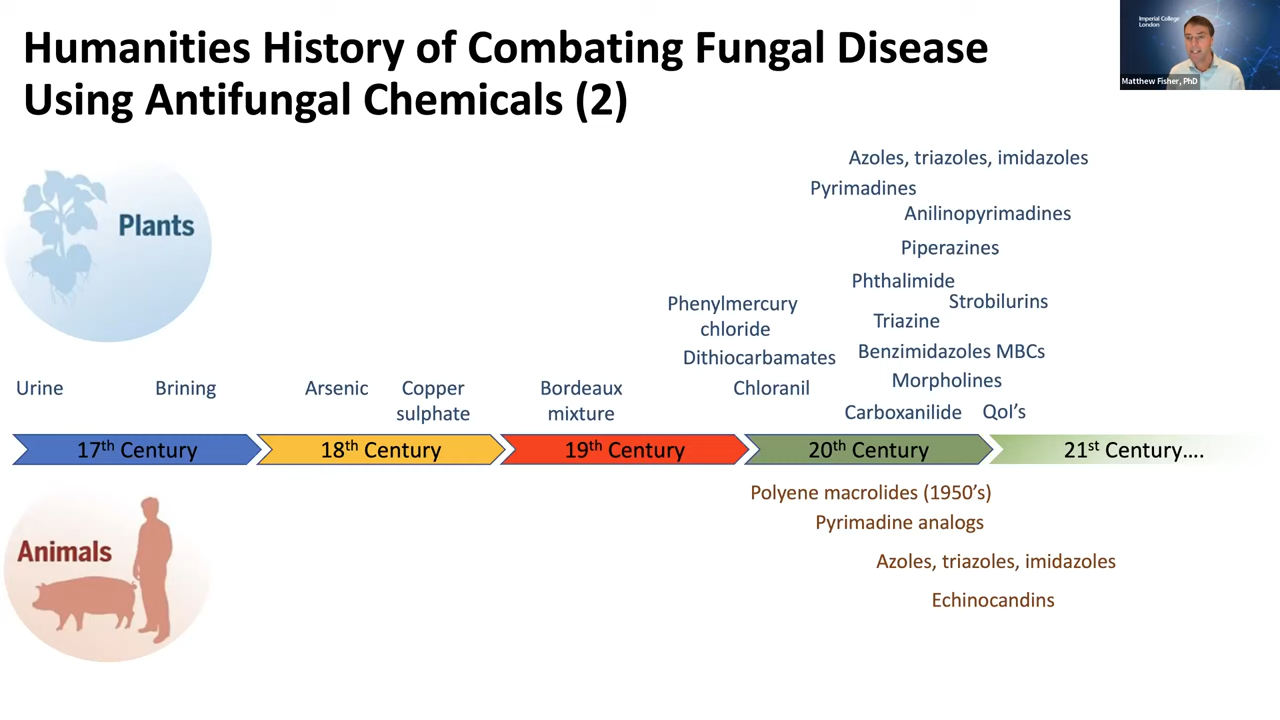 Humanities History of Combating Fungal Disease
Using Antifungal Chemicals (2)
Imperial College
London
Matthew Fisher, PhD
Plants
Azoles, triazoles, imidazoles
Pyrimadines
Anilinopyrimadines
Piperazines
Phthalimide
Strobilurins
Triazine
Phenylmercury
chloride
Dithiocarbamates
Benzimidazoles MBCs
Morpholines
Urine
Brining
Arsenic
Copper
sulphate
Bordeaux
mixture
Chloranil
Carboxanilide
QoI's
17th Century
18th Century
19th Century
20th Century
21st Century....
Animals
Polyene macrolides (1950's)
Pyrimadine analogs
Azoles, triazoles, imidazoles
Echinocandins